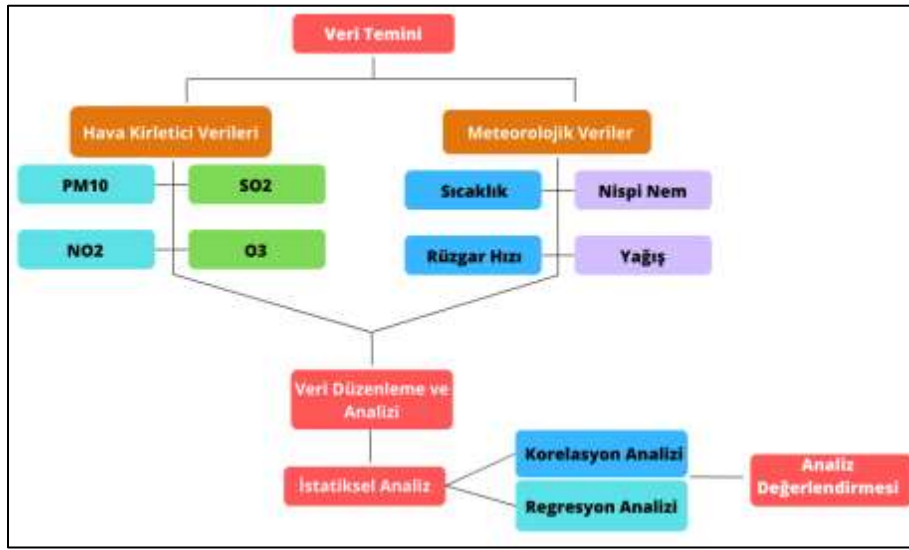 Veri Temini
Hava Kirletici Verileri
Meteorolojik Veriler
PM10
SO2
Sıcaklık
Nispi Nem
NO2
O3
Rüzgar Hızı
Yağış
Veri Düzenleme ve
Analizi
İstatiksel Analiz
Korelasyon Analizi
Regresyon Analizi
Analiz
Değerlendirmesi